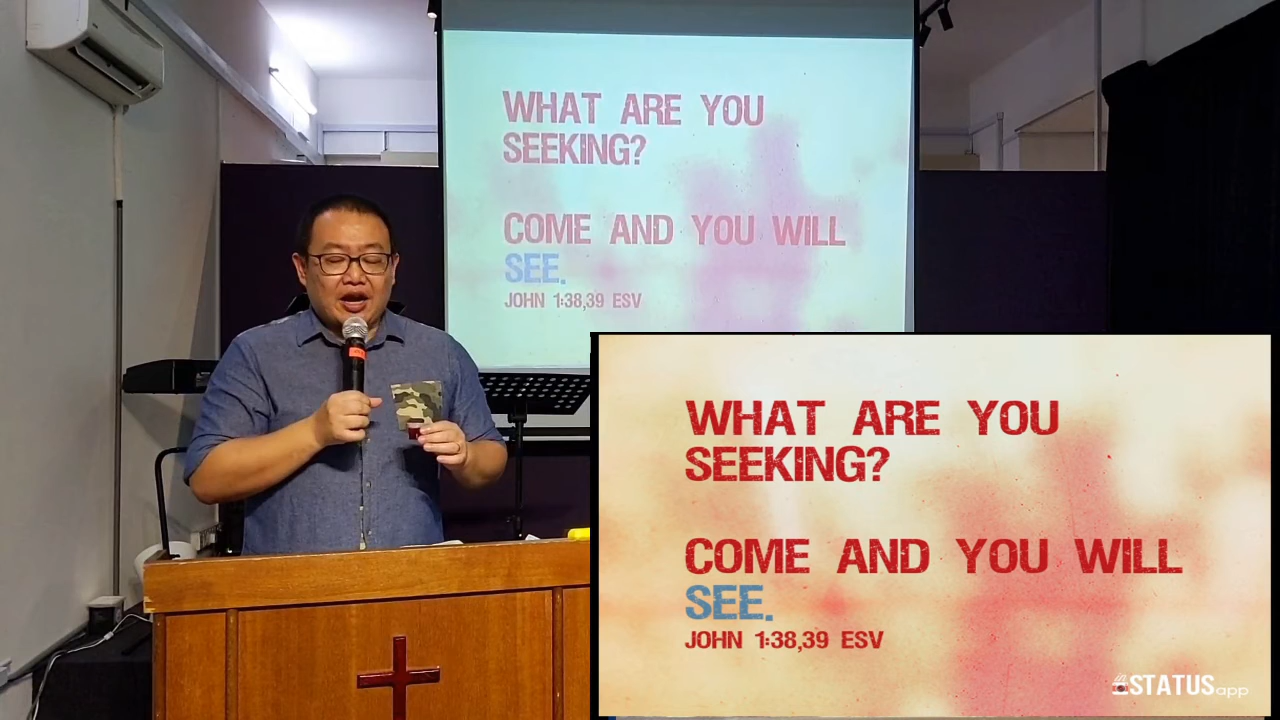 WHAT ARE YOU
SEEKING?
COME AND YOU WILL
SEE.
JOHN 1:38,39 ESV
WHAT ARE YOU
SEEKING?
COME AND YOU WILL
SEE.
JOHN 1:38,39 ESV
STATUSapp